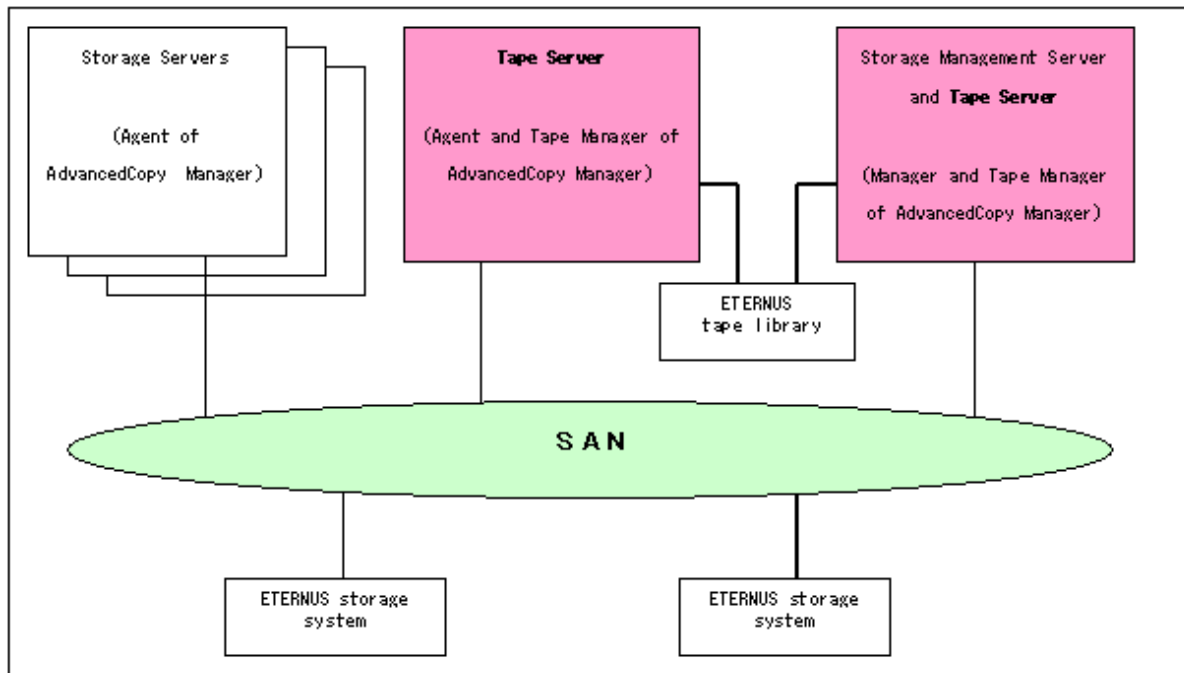 Storage Servers
(Agent of
AdvancedCopy Manager)
Tape Server
(Agent and Tape Manager of
AdvancedCopy Manager)
Storage Management Server
and Tape Server
(Manager and Tape Manager
of AdvancedCopy Manager)
ETERNUS
tape library
SAN
ETERNUS storage
system
ETERNUS storage
system